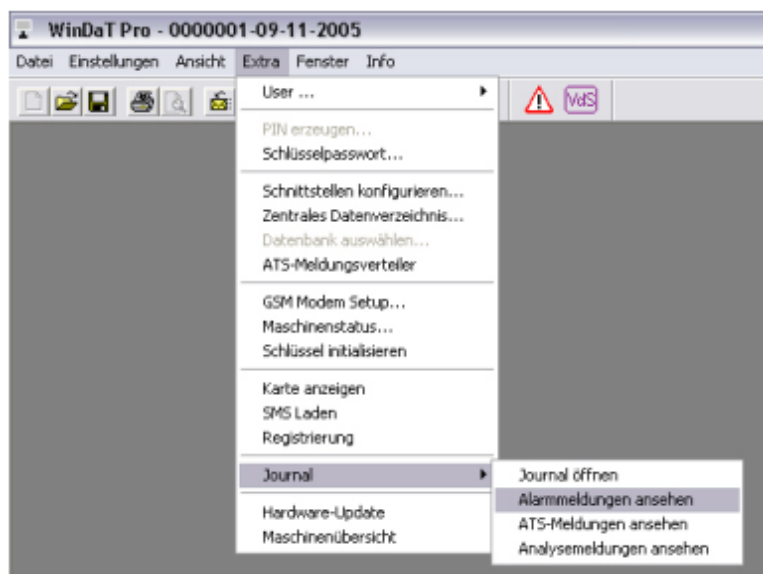 WinDaT Pro - 0000001-09-11-2005
Datei Einstellungen Ansicht Extra Fenster Info
VdS
User ...
PIN erzeugen...
Schlüsselpasswort...
Schnittstellen konfigurieren...
Zentrales Datenverzeichnis...
Datenbank auswählen...
ATS-Meldungsverteiler
GSM Modem Setup...
Maschinenstatus...
Schlüssel initialisieren
Karte anzeigen
SMS Laden
Registrierung
Journal
Hardware-Update
Maschinenübersicht
Journal öffnen
Alarmmeldungen ansehen
ATS-Meldungen ansehen
Analysemeldungen ansehen